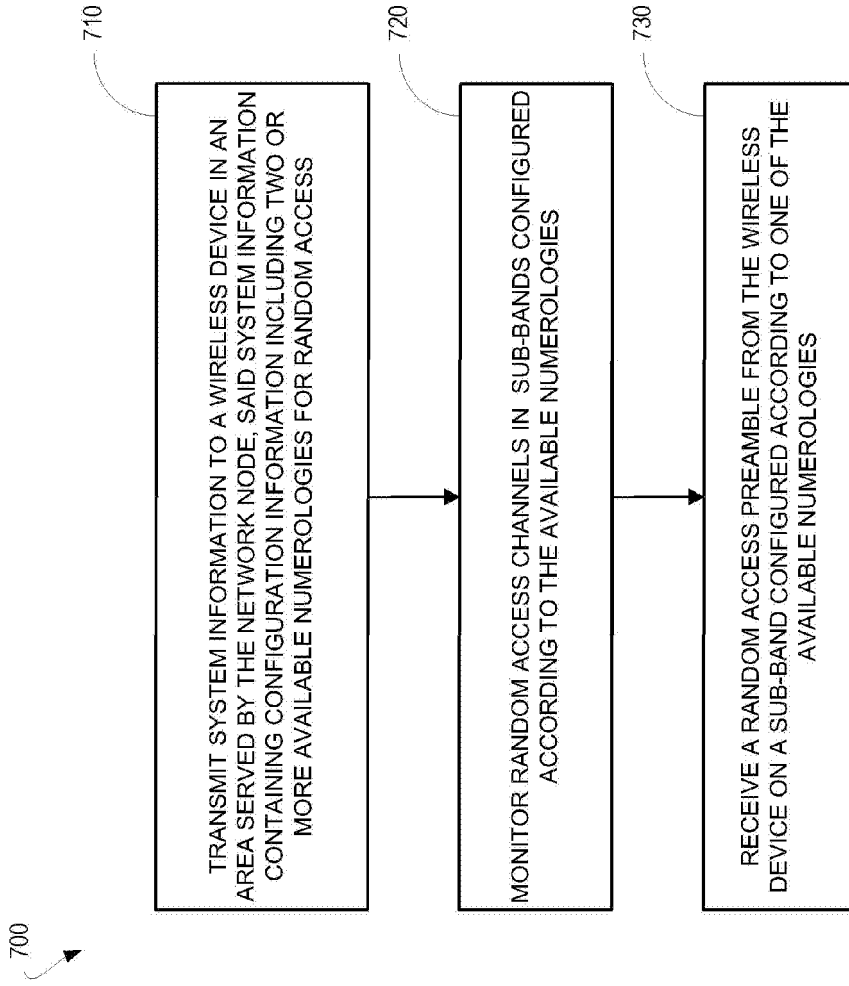 700
710
TRANSMIT SYSTEM INFORMATION TO A WIRELESS DEVICE IN AN
AREA SERVED BY THE NETWORK NODE, SAID SYSTEM INFORMATION
CONTAINING CONFIGURATION INFORMATION INCLUDING TWO OR
MORE AVAILABLE NUMEROLOGIES FOR RANDOM ACCESS
720
MONITOR RANDOM ACCESS CHANNELS IN SUB-BANDS CONFIGURED
ACCORDING TO THE AVAILABLE NUMEROLOGIES
730
RECEIVE A RANDOM ACCESS PREAMBLE FROM THE WIRELESS
DEVICE ON A SUB-BAND CONFIGURED ACCORDING TO ONE OF THE
AVAILABLE NUMEROLOGIES